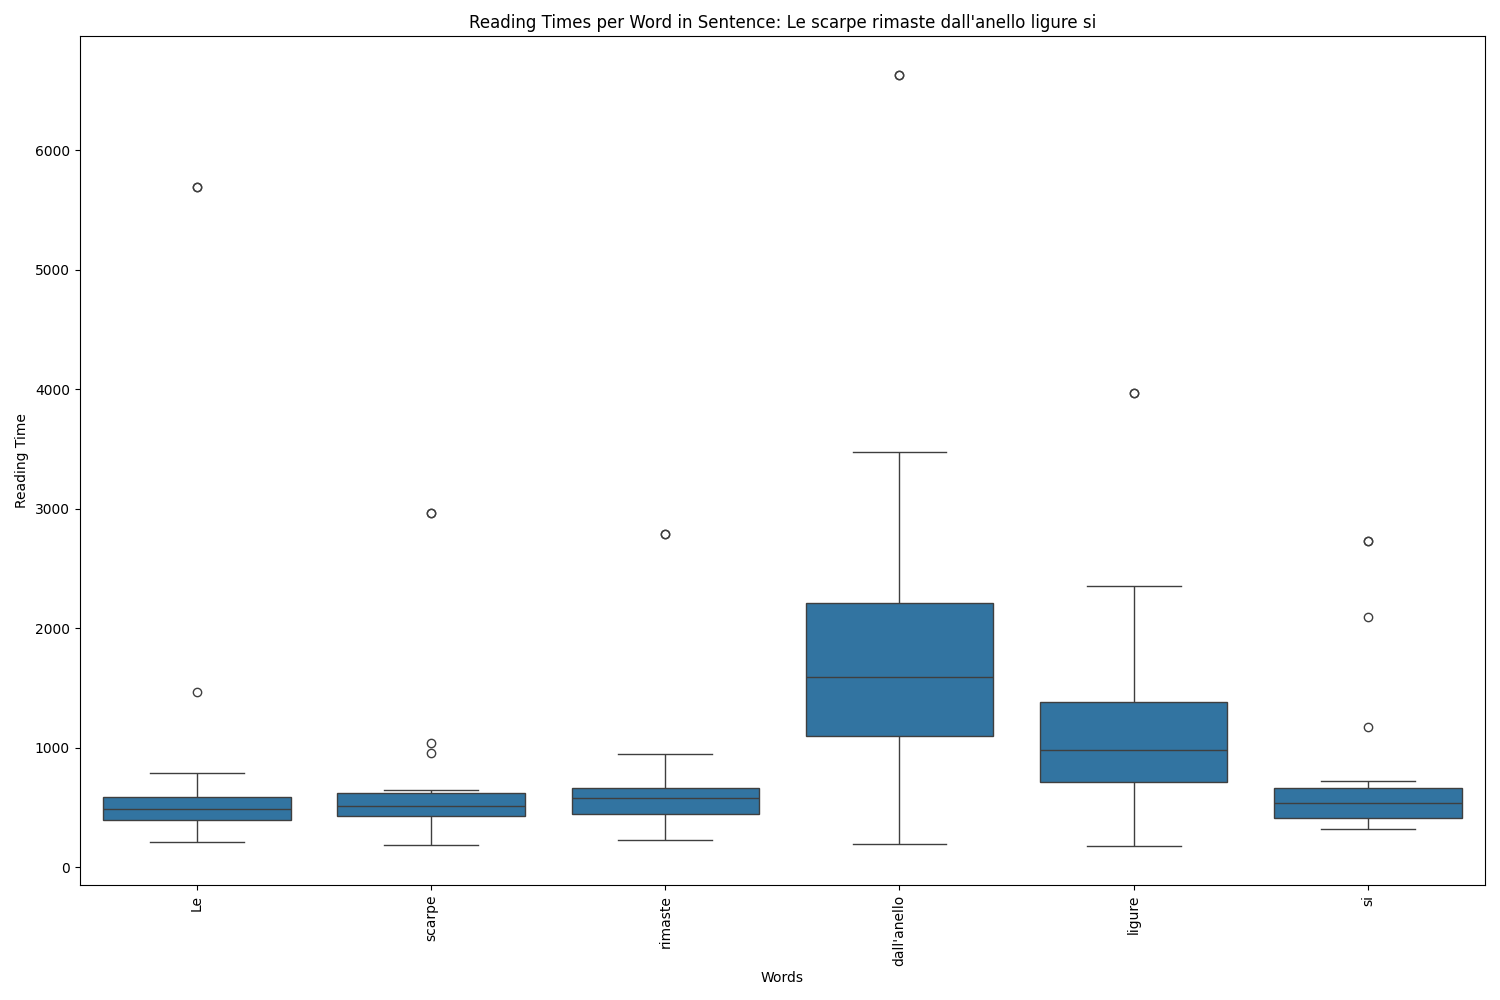 Reading Times per Word in Sentence: Le scarpe rimaste dall'anello ligure si
Reading Time
6000
5000
4000
3000
2000
1000
0
Le
scarpe
rimaste
dall'anello
ligure
si
Words